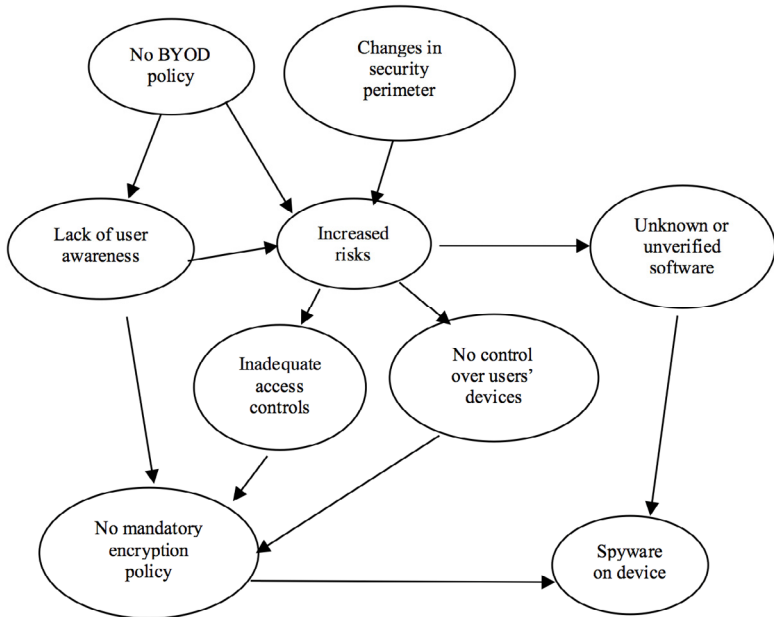 No BYOD
policy
Changes in
security
perimeter
Lack of user
awareness
Increased
risks
Unknown or
unverified
software
Inadequate
access
controls
No control
over users’
devices
No mandatory
encryption
policy
Spyware
on device